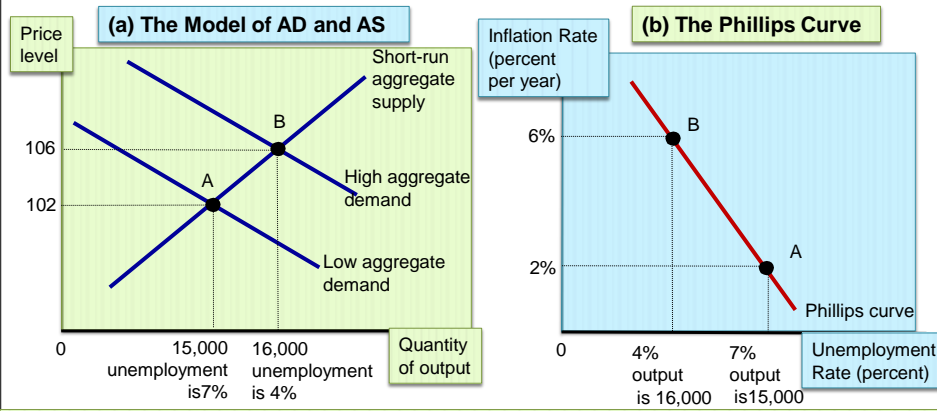 (a) The Model of AD and AS
Price
level
Short-run
aggregate
supply
B
106
A
High aggregate
demand
102
Low aggregate
demand
0
15,000
unemployment
is7%
16,000
unemployment
is 4%
Quantity
of output
(b) The Phillips Curve
Inflation Rate
(percent
per year)
6%
B
A
2%
Phillips curve
0
4%
output
is 16,000
7%
output
is15,000
Unemployment
Rate (percent)